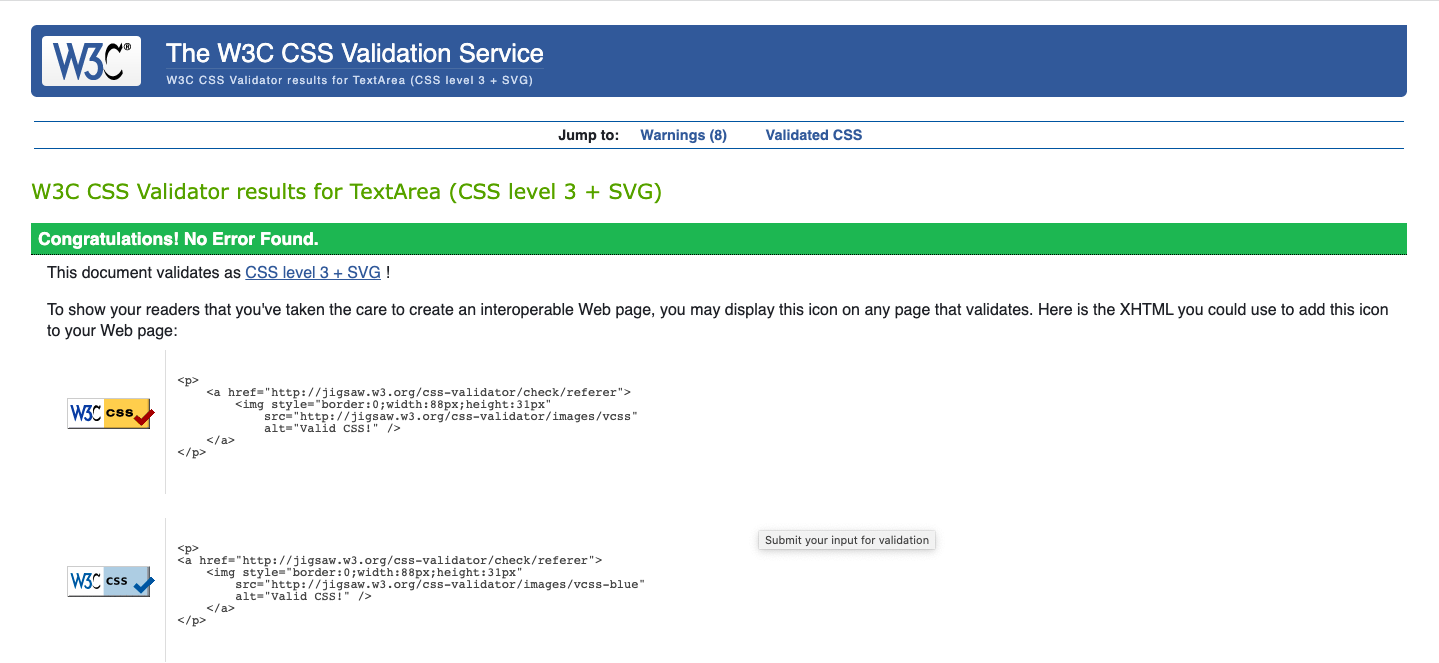 W3C®
The W3C CSS Validation Service
W3C CSS Validator results for TextArea (CSS level 3 + SVG)
Jump to: Warnings (8) Validated CSS
W3C CSS Validator results for TextArea (CSS level 3 + SVG)
Congratulations! No Error Found.
This document validates as CSS level 3 + SVG !
To show your readers that you've taken the care to create an interoperable Web page, you may display this icon on any page that validates. Here is the XHTML you could use to add this icon
to your Web page:
W3C css
<p>
    <a href="http://jigsaw.w3.org/css-validator/check/referer">
        <img style="border:0;width:88px;height:31px"
            src="http://jigsaw.w3.org/css-validator/images/vcss"
            alt="Valid CSS!" />
    </a>
</p>
Submit your input for validation
W3C css
<p>
<a href="http://jigsaw.w3.org/css-validator/check/referer">
    <img style="border:0;width:88px;height:31px"
        src="http://jigsaw.w3.org/css-validator/images/vcss-blue"
        alt="Valid CSS!" />
    </a>
</p>